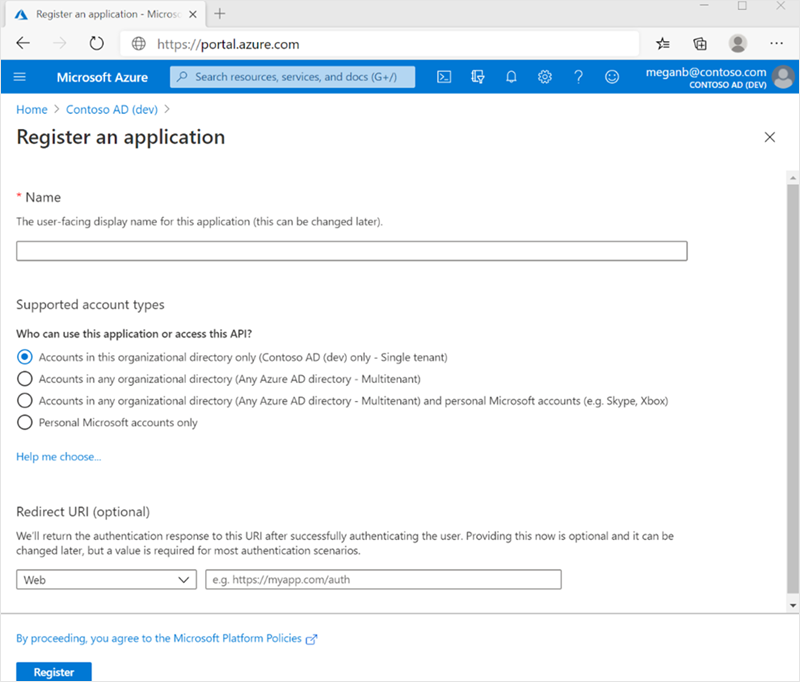 Register an application - Microso
https://portal.azure.com
Microsoft Azure
Search resources, services, and docs (G+/)
meganb@contoso.com
CONTOSO AD (DEV)
Home > Contoso AD (dev) >
Register an application
* Name
The user-facing display name for this application (this can be changed later).
Supported account types
Who can use this application or access this API?
Accounts in this organizational directory only (Contoso AD (dev) only - Single tenant)
Accounts in any organizational directory (Any Azure AD directory - Multitenant)
Accounts in any organizational directory (Any Azure AD directory - Multitenant) and personal Microsoft accounts (e.g. Skype, Xbox)
Personal Microsoft accounts only
Help me choose...
Redirect URI (optional)
We'll return the authentication response to this URI after successfully authenticating the user. Providing this now is optional and it can be
changed later, but a value is required for most authentication scenarios.
Web
e.g. https://myapp.com/auth
By proceeding, you agree to the Microsoft Platform Policies
Register